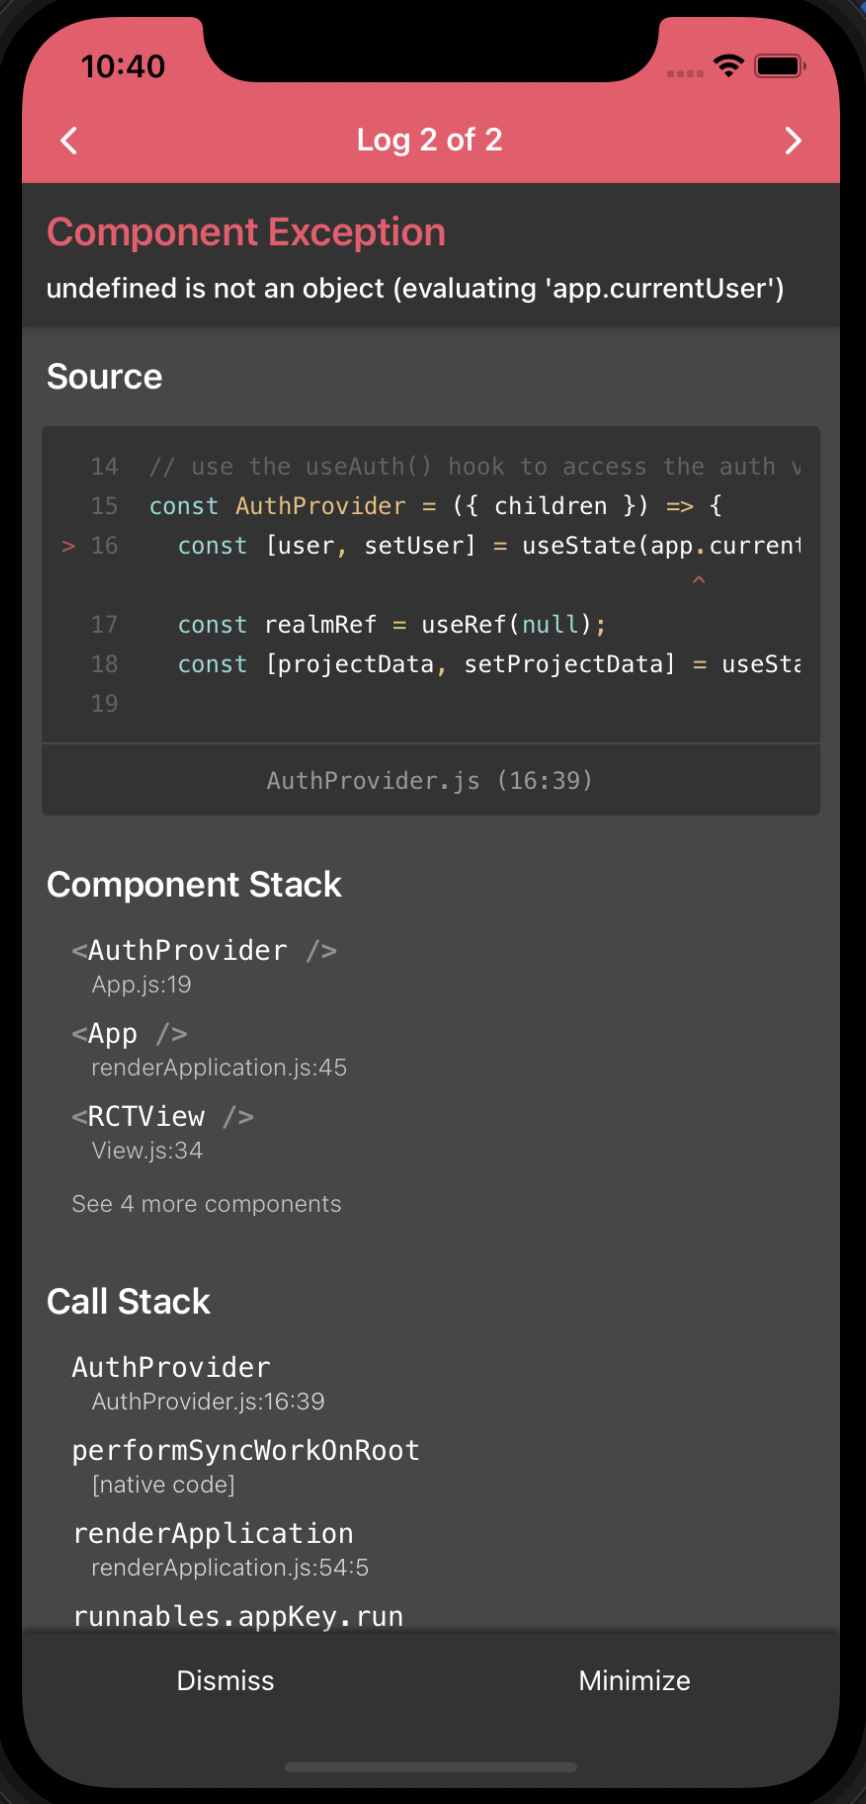 10:40
Log 2 of 2
Component Exception
undefined is not an object (evaluating 'app.currentUser')
Source
14 // use the useAuth() hook to access the auth v
15 const AuthProvider = ({ children }) => {
> 16 const [user, setUser] = useState(app.current
^
17 const realmRef = useRef(null);
18 const [projectData, setProjectData] = useSta
19
AuthProvider.js (16:39)
Component Stack
<AuthProvider />
App.js:19
<App />
renderApplication.js:45
<RCTView />
View.js:34
See 4 more components
Call Stack
AuthProvider
AuthProvider.js:16:39
performSyncWorkOnRoot
[native code]
renderApplication
renderApplication.js:54:5
runnables.appKey.run
Dismiss Minimize